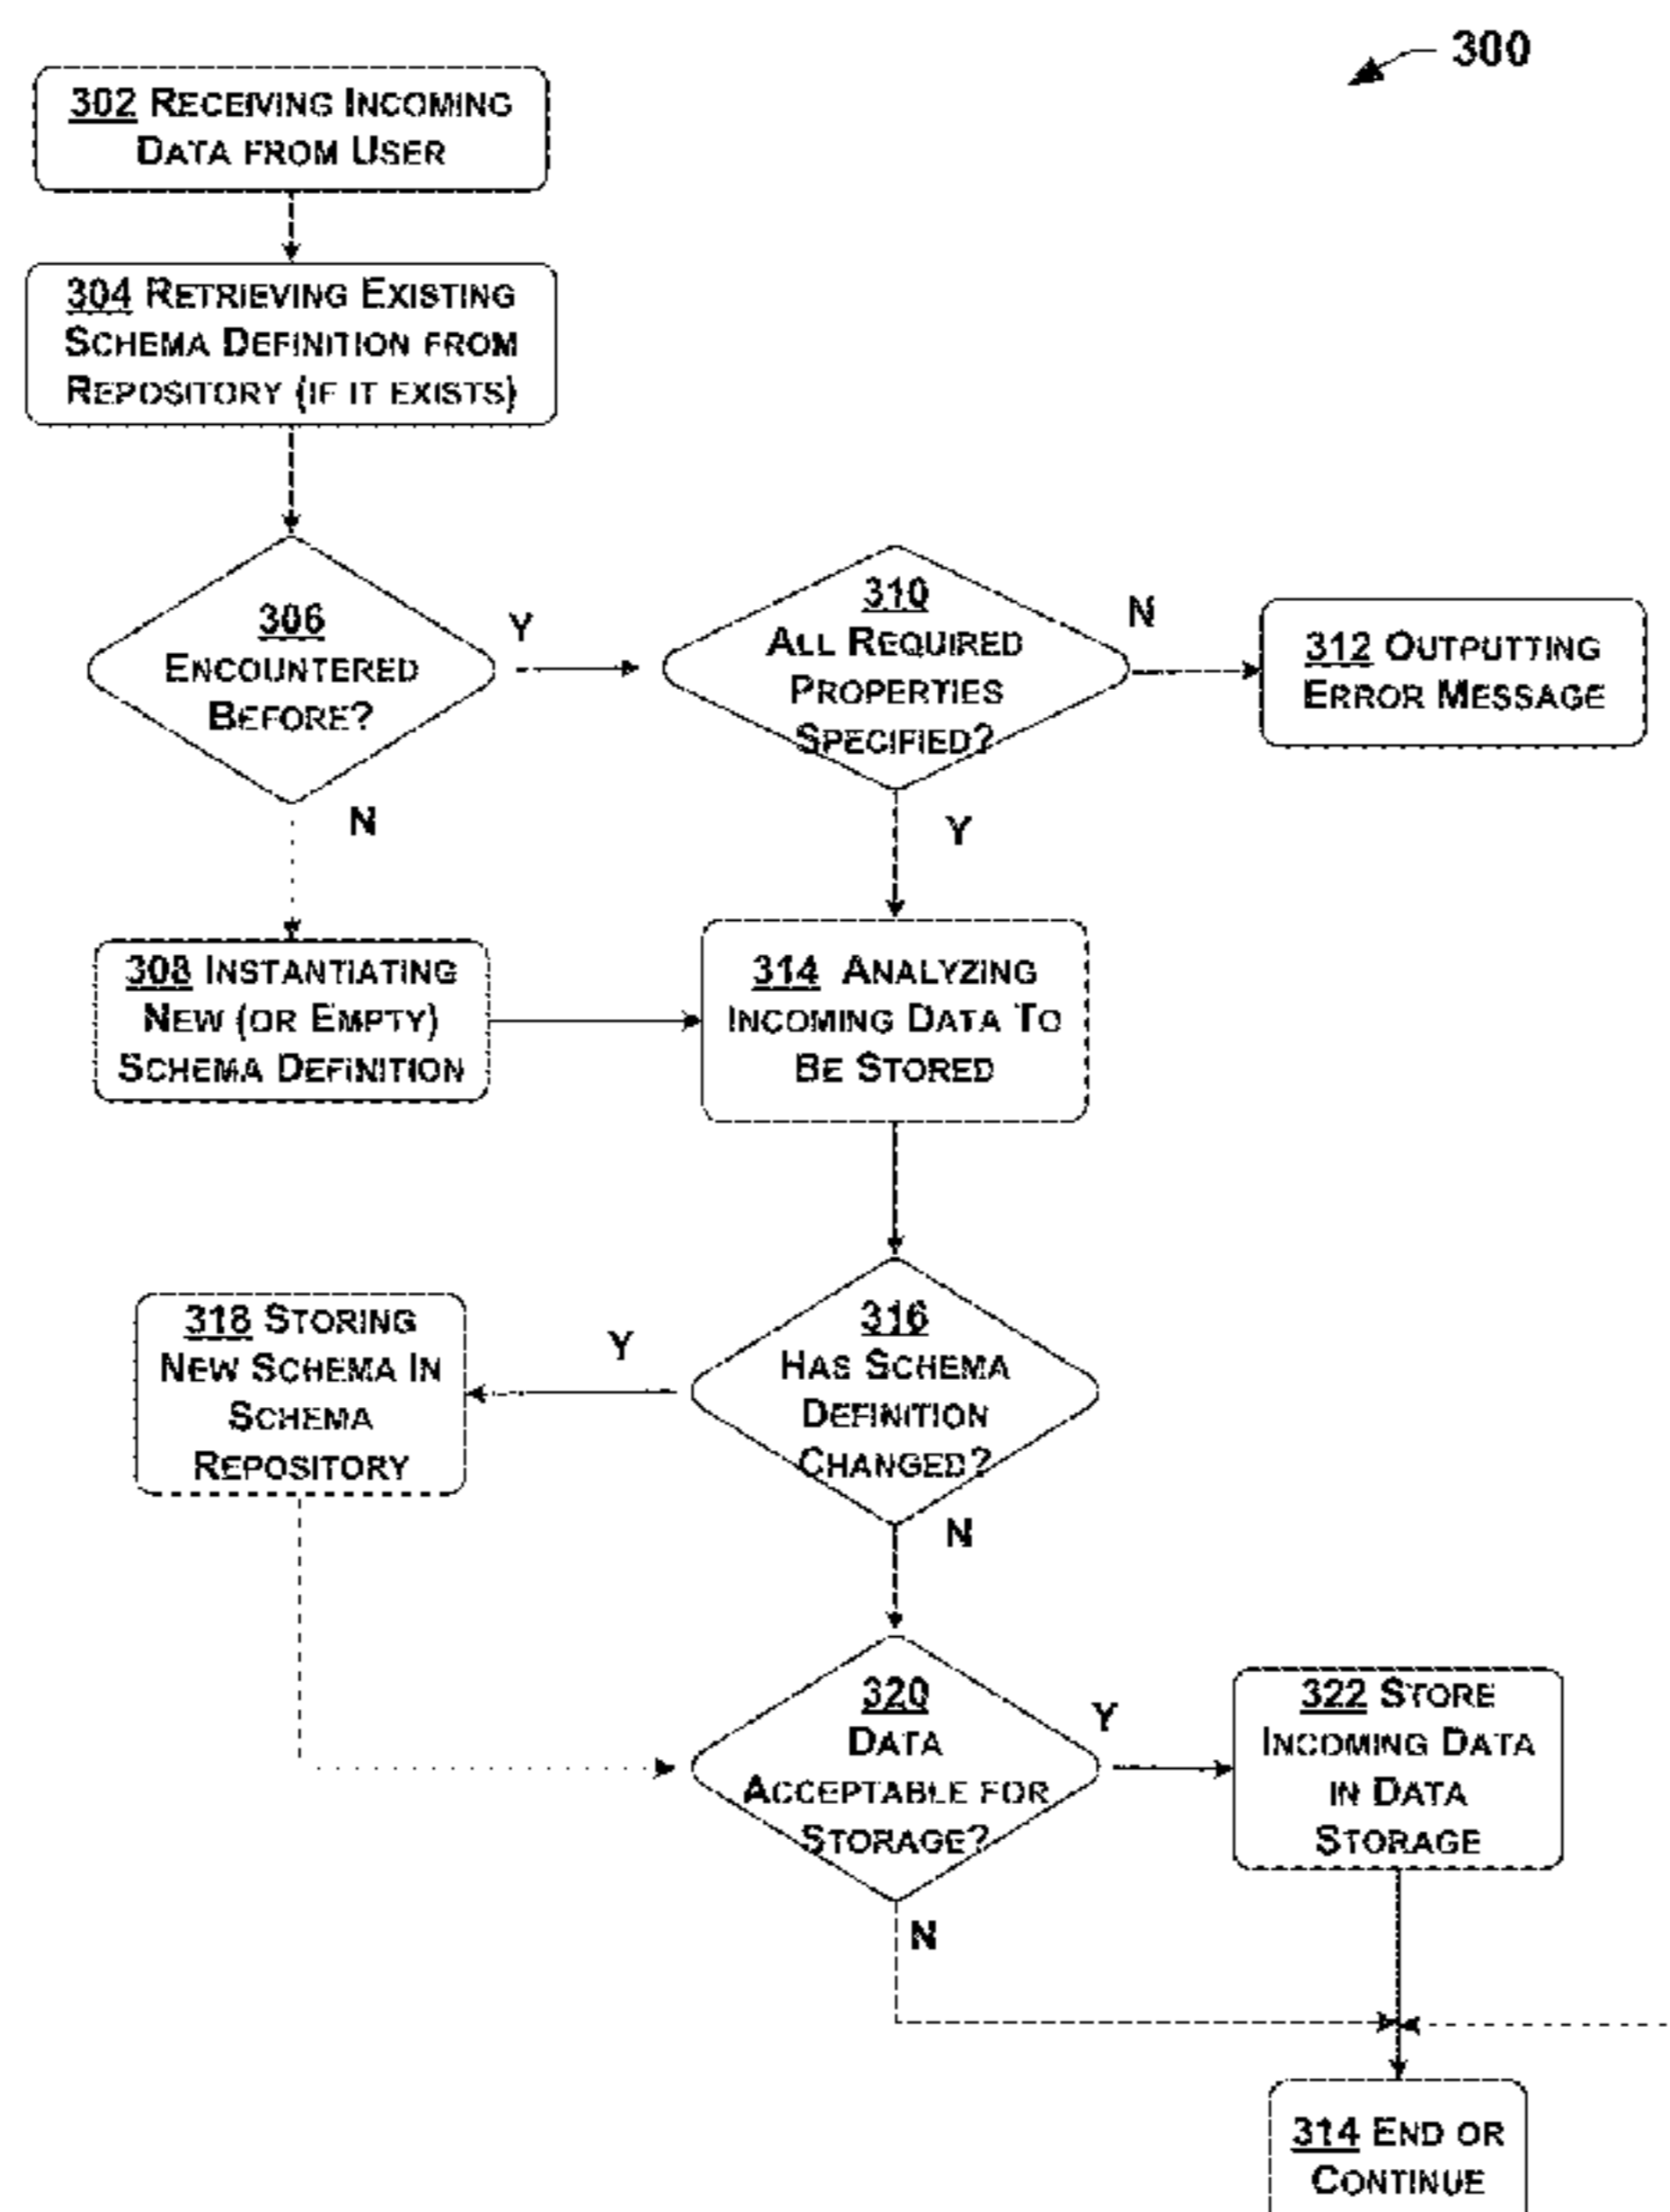 300
302 RECEIVING INCOMING
DATA FROM USER
304 RETRIEVING EXISTING
SCHEMA DEFINITION FROM
REPOSITORY (IF IT EXISTS)
306
ENCOUNTERED
BEFORE?
Y
N
310
ALL REQUIRED
PROPERTIES
SPECIFIED?
N
Y
312 OUTPUTTING
ERROR MESSAGE
308 INSTANTIATING
NEW (OR EMPTY)
SCHEMA DEFINITION
314 ANALYZING
INCOMING DATA TO
BE STORED
316
HAS SCHEMA
DEFINITION
CHANGED?
Y
N
318 STORING
NEW SCHEMA IN
SCHEMA
REPOSITORY
320
DATA
ACCEPTABLE FOR
STORAGE?
Y
N
322 STORE
INCOMING DATA
IN DATA
STORAGE
314 END OR
CONTINUE